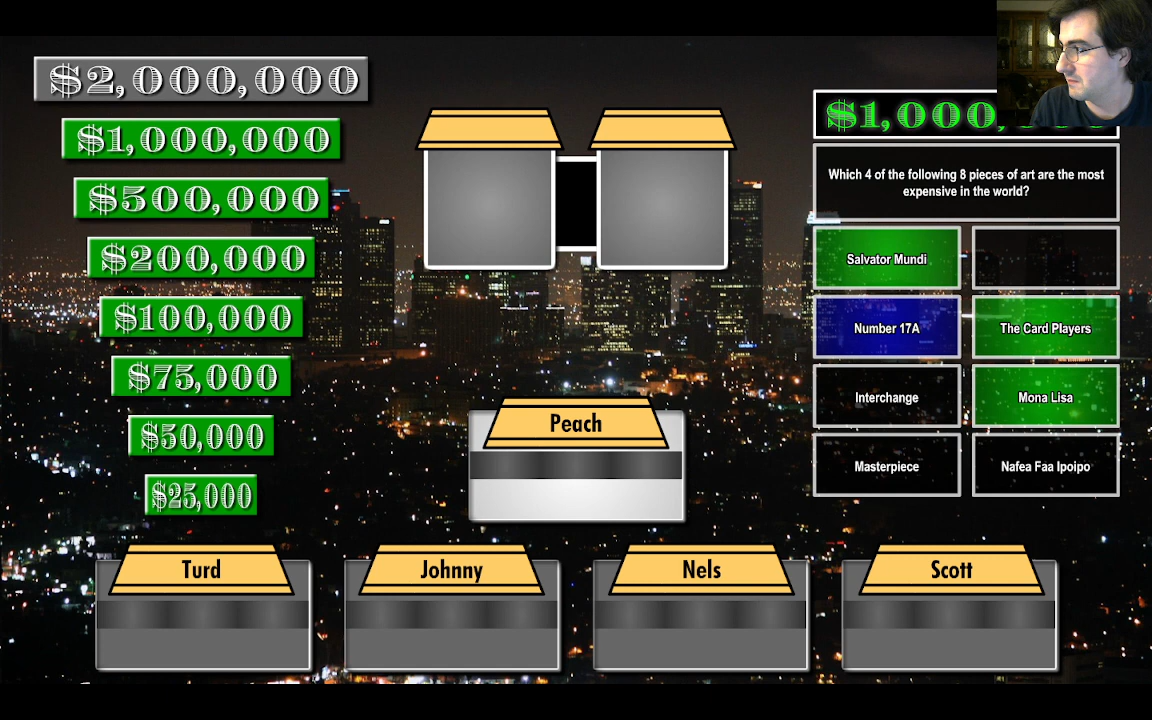 $2,000,000
$1,000,000
$500,000
$200,000
$100,000
$75,000
$50,000
$25,000
$1,000,
Which 4 of the following 8 pieces of art are the most
expensive in the world?
Salvator Mundi
Number 17A
The Card Players
Interchange
Mona Lisa
Masterpiece
Nafea Faa Ipoipo
Peach
Turd
Johnny
Nels
Scott